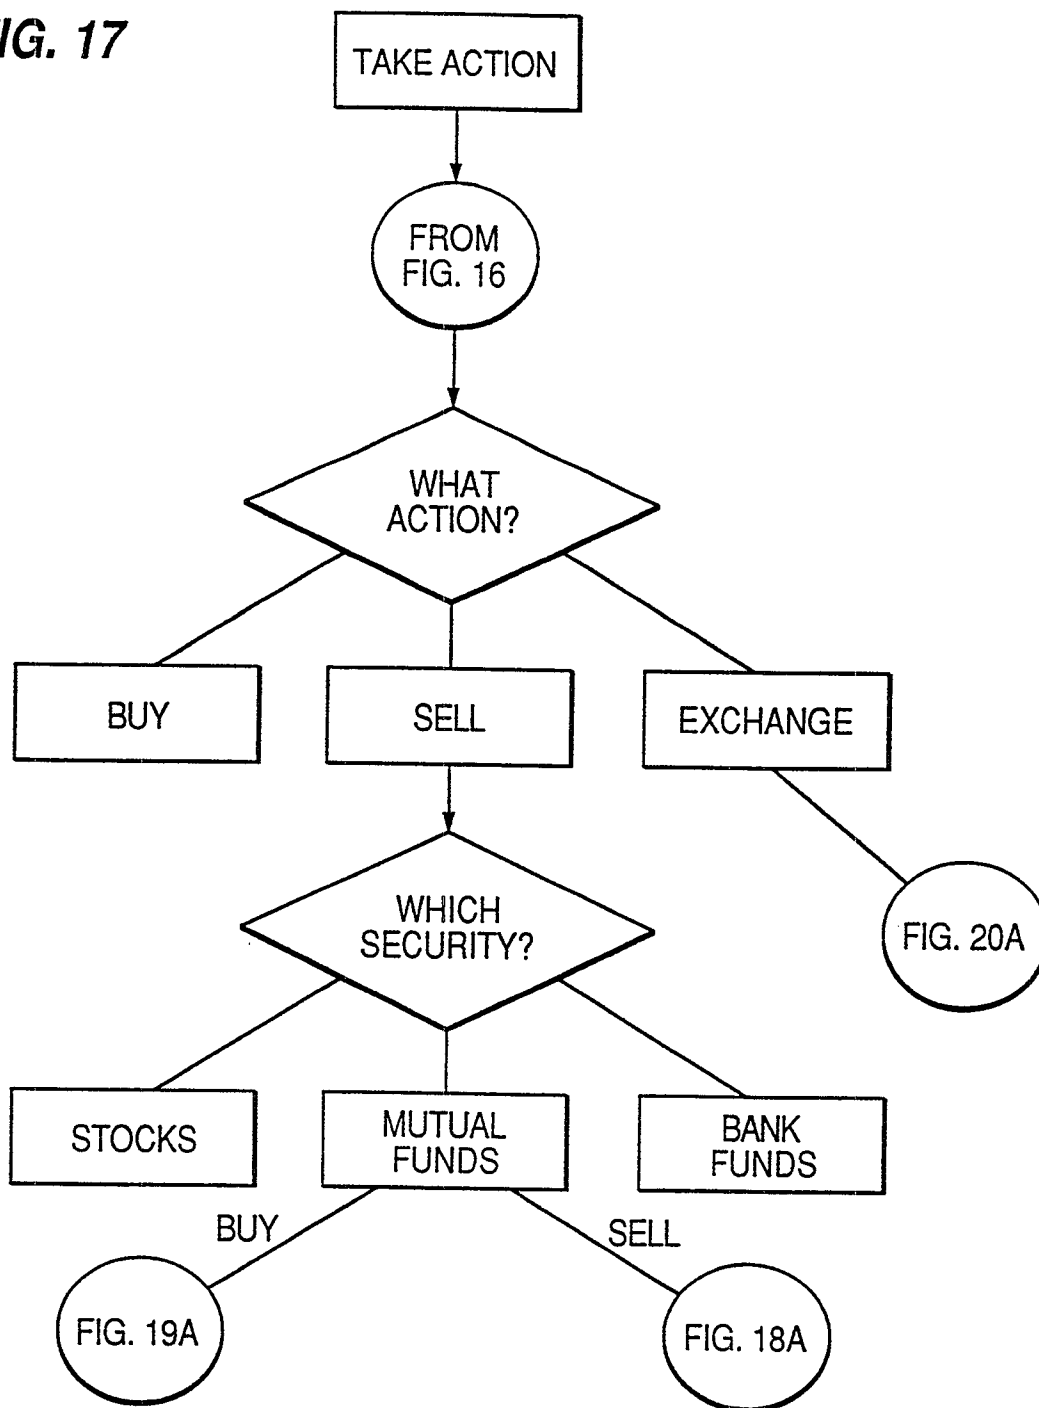 FIG. 17
TAKE ACTION
FROM
FIG. 16
WHAT
ACTION?
BUY
SELL
EXCHANGE
WHICH
SECURITY?
FIG. 20A
STOCKS
MUTUAL
FUNDS
BANK
FUNDS
BUY
SELL
FIG. 19A
FIG. 18A